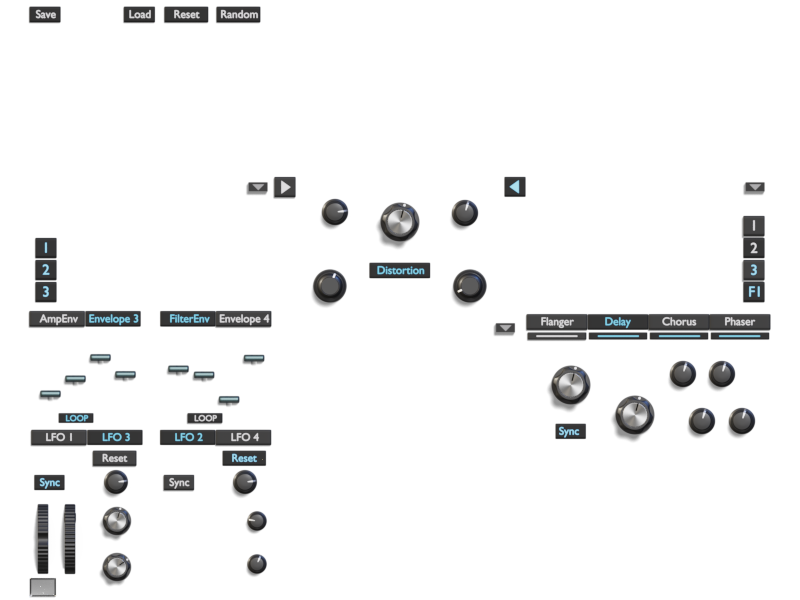 Save
Load
Reset
Random
1
2
3
Distortion
1
2
3
F1
AmpEnv
Envelope 3
FilterEnv
Envelope 4
Flanger
Delay
Chorus
Phaser
LOOP
LOOP
LFO 1
LFO 3
LFO 2
LFO 4
Sync
Reset
Reset
Sync
Sync